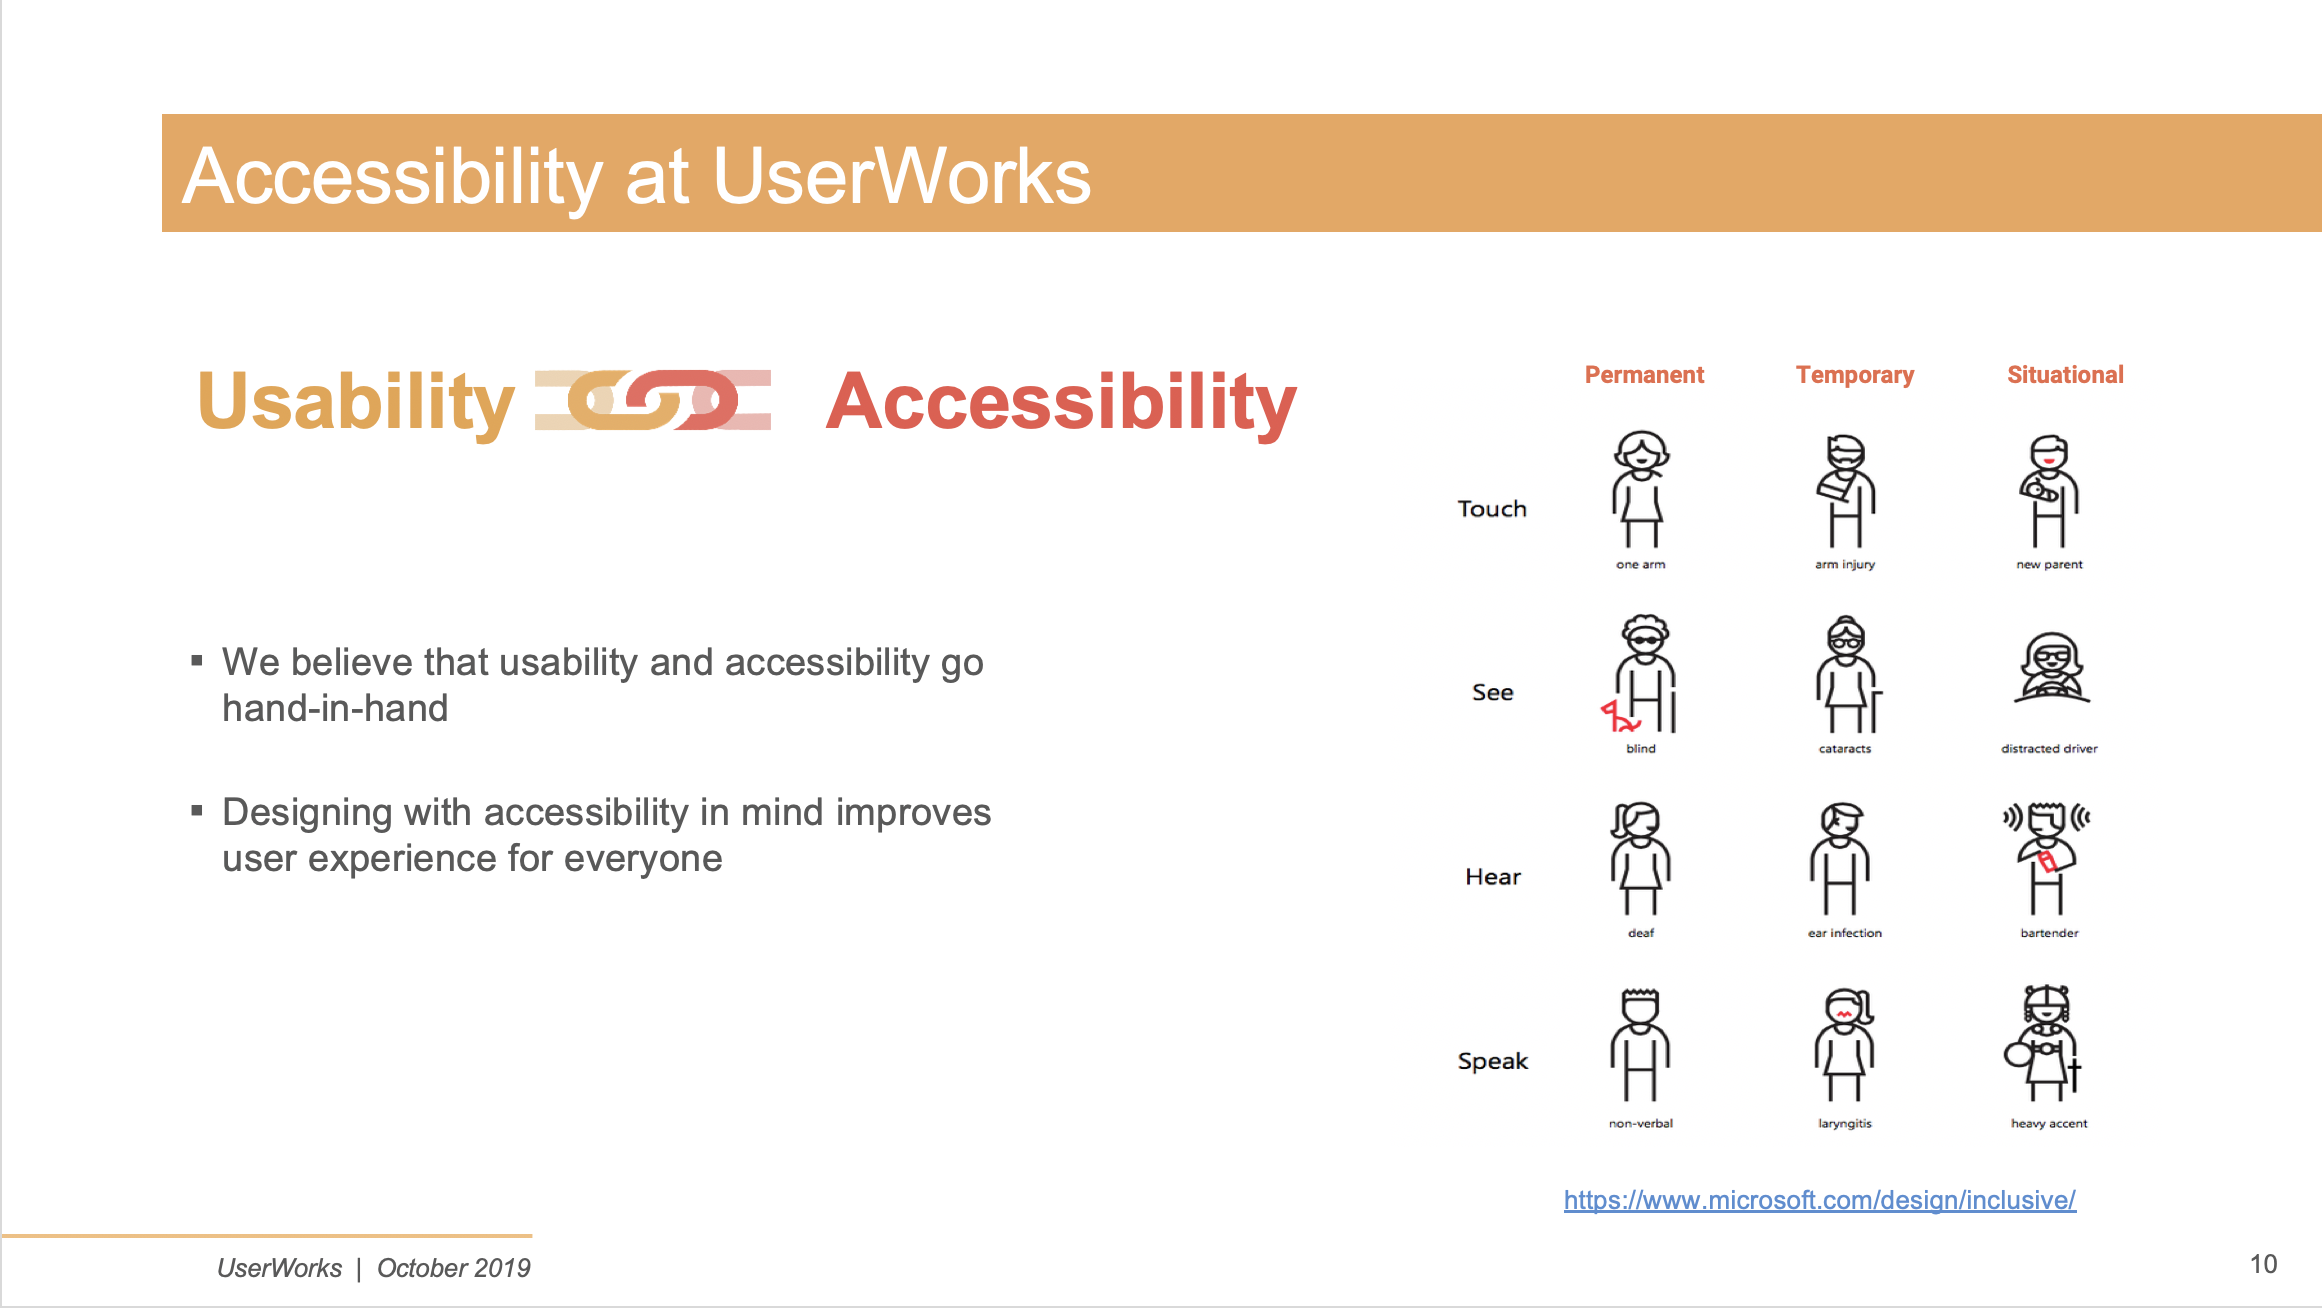 Accessibility at UserWorks
Usability Accessibility
▪ We believe that usability and accessibility go
hand-in-hand
▪ Designing with accessibility in mind improves
user experience for everyone
Permanent Temporary Situational
Touch
one arm arm injury new parent
See
blind cataracts distracted driver
Hear
deaf ear infection bartender
Speak
non-verbal laryngitis heavy accent
https://www.microsoft.com/design/inclusive/
UserWorks | October 2019
10